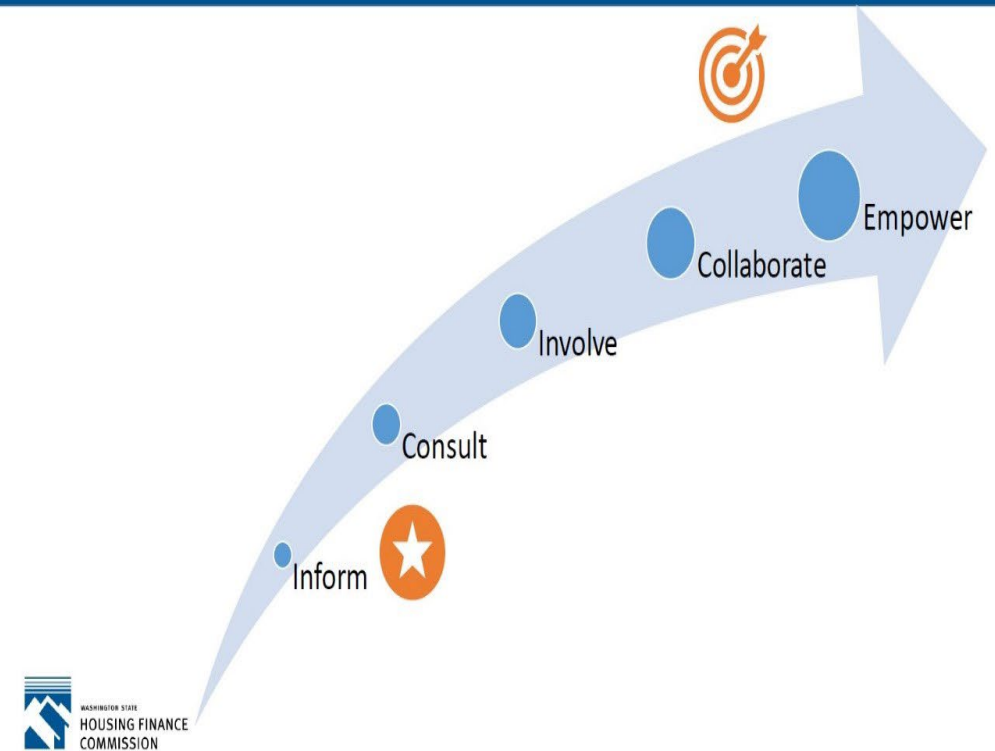 Empower
Collaborate
Involve
Consult
Inform
WASHINGTON STATE
HOUSING FINANCE
COMMISSION